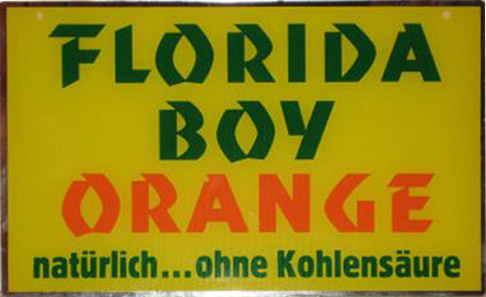 FLORIDA
BOY
ORANGE
natürlich...ohne Kohlensäure